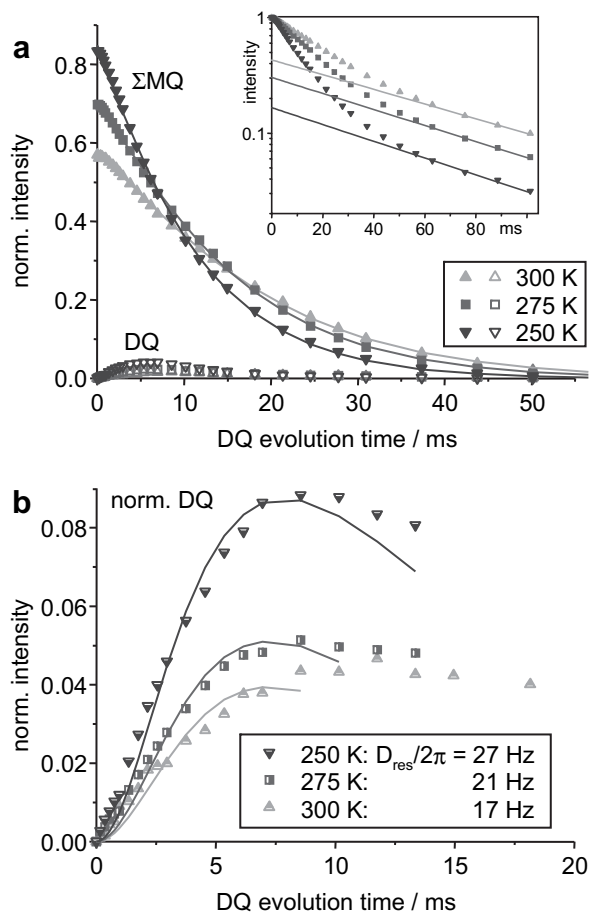 a
0.8
0.6
0.4
0.2
0.0
norm. intensity
ΣMQ
DQ
1
0.1
intensity
0 20 40 60 80 ms
300 K
275 K
250 K
0 10 20 30 40 50
DQ evolution time / ms
b
norm. DQ
0.08
0.06
0.04
0.02
0.00
norm. intensity
250 K: D_res/2π = 27 Hz
275 K: 21 Hz
300 K: 17 Hz
0 5 10 15 20
DQ evolution time / ms